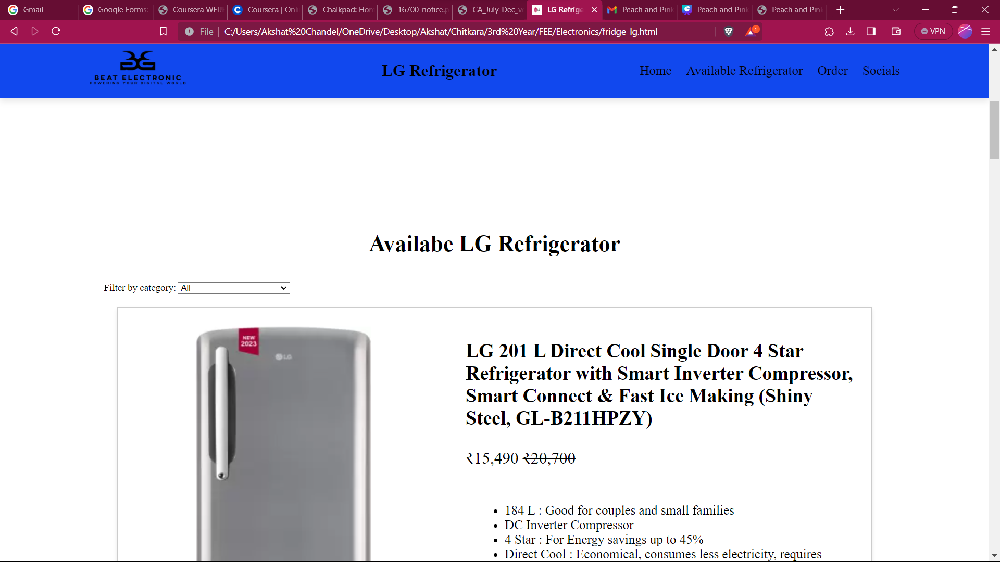 Gmail
Google Forms:
Coursera WFJJ
Coursera | Onli
Chalkpad: Hom
16700-notice.p
CA_July-Dec_v
LG Refrige
Peach and Pink
Peach and Pink
Peach and Pink
File
C:/Users/Akshat%20Chandel/OneDrive/Desktop/Akshat/Chitkara/3rd%20Year/FEE/Electronics/fridge_lg.html
1
VPN
BEAT ELECTRONIC
POWERING YOUR DIGITAL WORLD
LG Refrigerator
Home
Available Refrigerator
Order
Socials
Availabe LG Refrigerator
Filter by category: All
NEW
2023
LG
LG 201 L Direct Cool Single Door 4 Star
Refrigerator with Smart Inverter Compressor,
Smart Connect & Fast Ice Making (Shiny
Steel, GL-B211HPZY)
₹15,490 ₹20,700
• 184 L : Good for couples and small families
• DC Inverter Compressor
• 4 Star : For Energy savings up to 45%
• Direct Cool : Economical, consumes less electricity, requires